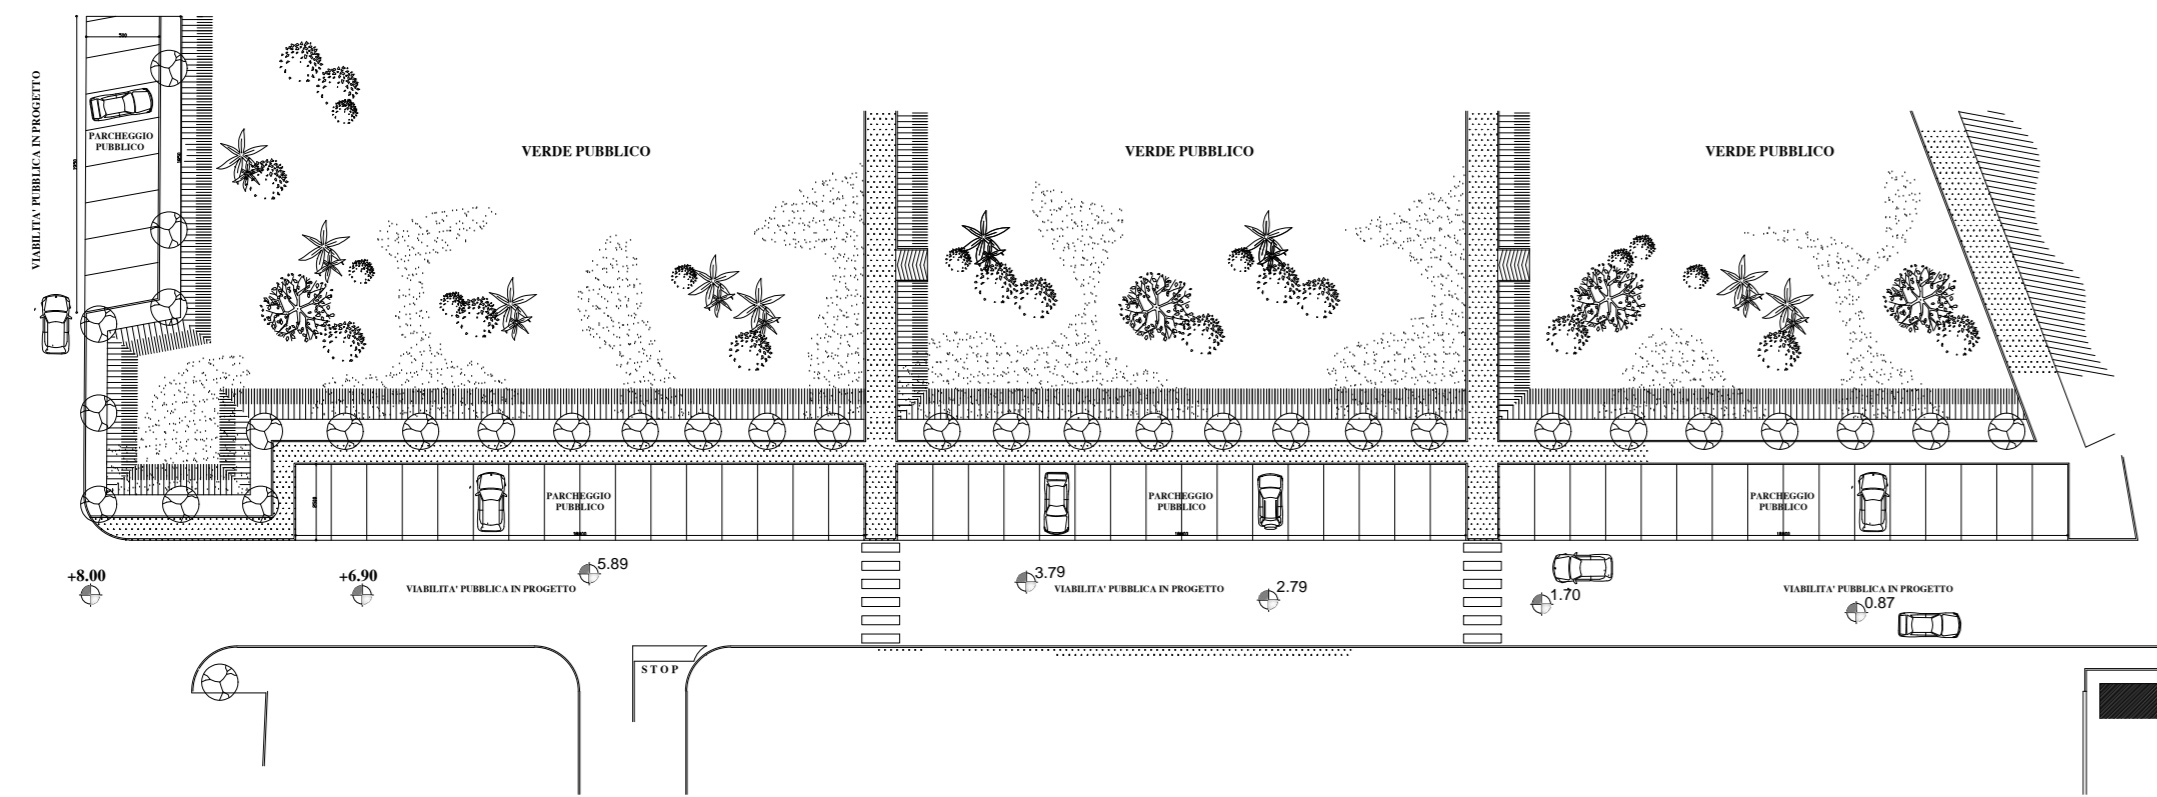 VIABILITA' PUBBLICA IN PROGETTO
PARCHEGGIO
PUBBLICO
VERDE PUBBLICO
VERDE PUBBLICO
VERDE PUBBLICO
PARCHEGGIO
PUBBLICO
PARCHEGGIO
PUBBLICO
PARCHEGGIO
PUBBLICO
+8.00
+6.90
VIABILITA' PUBBLICA IN PROGETTO
5.89
3.79
VIABILITA' PUBBLICA IN PROGETTO
2.79
1.70
VIABILITA' PUBBLICA IN PROGETTO
0.87
STOP